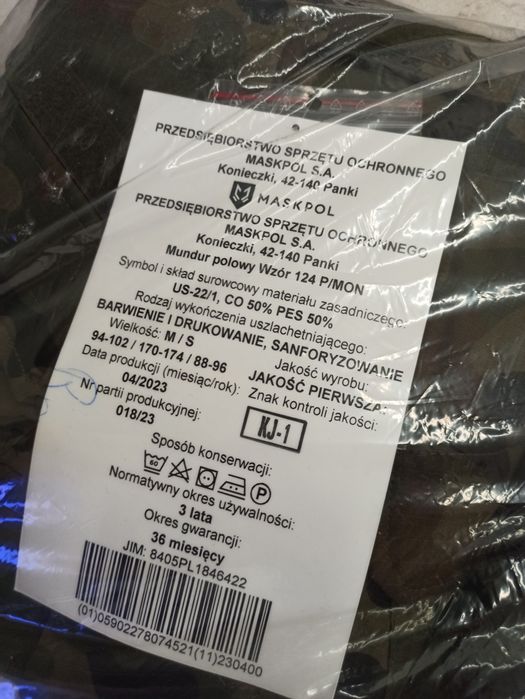 PRZEDSIĘBIORSTWO SPRZĘTU OCHRONNEGO
MASKPOL S.A.
Konieczki, 42-140 Panki
MASKPOL
PRZEDSIĘBIORSTWO SPRZĘTU OCHRONNEGO
MASKPOL S.A.
Konieczki, 42-140 Panki
Mundur polowy Wzór 124 P/MON
Symbol i skład surowcowy materiału zasadniczego:
US-22/1, CO 50% PES 50%
Rodzaj wykończenia uszlachetniającego:
BARWIENIE I DRUKOWANIE, SANFORYZOWANIE
Wielkość: M / S
94-102 / 170-174 / 88-96
Data produkcji (miesiąc/rok):
04/2023
Nr partii produkcyjnej:
018/23
Jakość wyrobu:
JAKOŚĆ PIERWSZA
Znak kontroli jakości:
KJ-1
Sposób konserwacji:
60 P
Normatywny okres używalności:
3 lata
Okres gwarancji:
36 miesięcy
JIM: 8405PL1846422
(01)05902278074521(11)230400